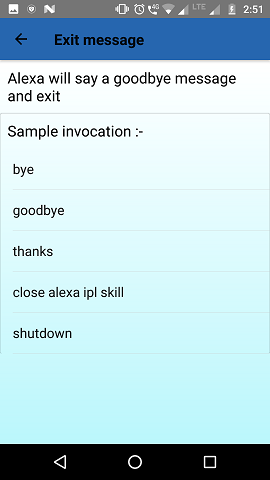 4G LTE 2:51
Exit message
Alexa will say a goodbye message
and exit
Sample invocation :-
bye
goodbye
thanks
close alexa ipl skill
shutdown